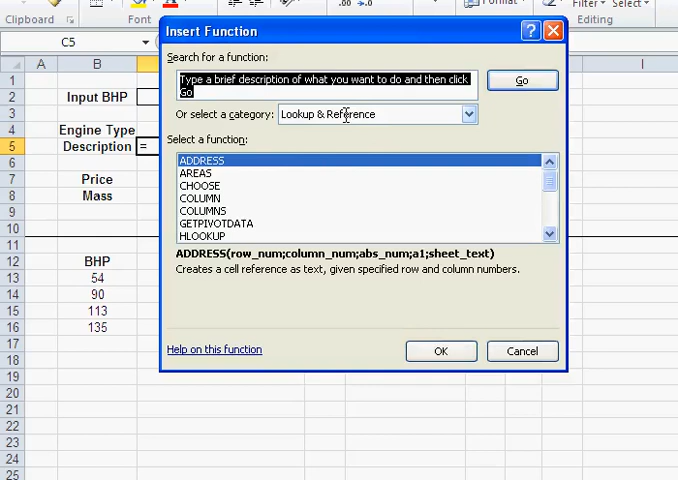 Format
Filter
Select
Font
Editing
Insert Function
C5
Search for a function:
Type a brief description of what you want to do and then click
Go
Go
Or select a category:
Lookup & Reference
Select a function:
ADDRESS
AREAS
CHOOSE
COLUMN
COLUMNS
GETPIVOTDATA
HLOOKUP
ADDRESS(row_num;column_num;abs_num;a1;sheet_text)
Creates a cell reference as text, given specified row and column numbers.
Help on this function
OK
Cancel
A B I
1
2 Input BHP
3
4 Engine Type
5 Description =
6
7 Price
8 Mass
9
10
11
12 BHP
13 54
14 90
15 113
16 135
17
18
19
20
21
22
23
24
25